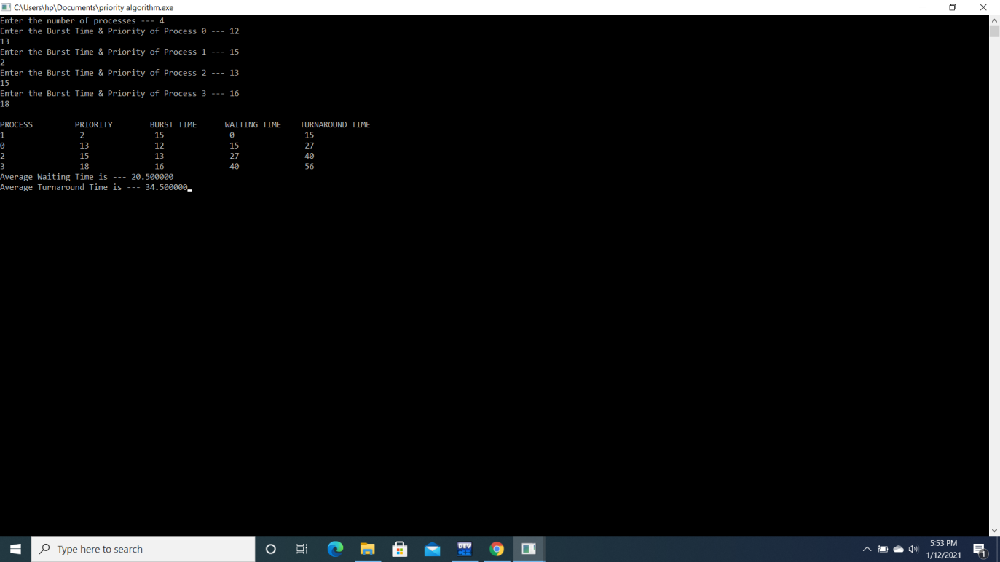 C:\Users\hp\Documents\priority algorithm.exe
Enter the number of processes --- 4
Enter the Burst Time & Priority of Process 0 --- 12
13
Enter the Burst Time & Priority of Process 1 --- 15
2
Enter the Burst Time & Priority of Process 2 --- 13
15
Enter the Burst Time & Priority of Process 3 --- 16
18
PROCESS PRIORITY BURST TIME WAITING TIME TURNAROUND TIME
1 2 15 0 15
0 13 12 15 27
2 15 13 27 40
3 18 16 40 56
Average Waiting Time is --- 20.500000
Average Turnaround Time is --- 34.500000
Type here to search
DEV
5:53 PM
1/12/2021
1